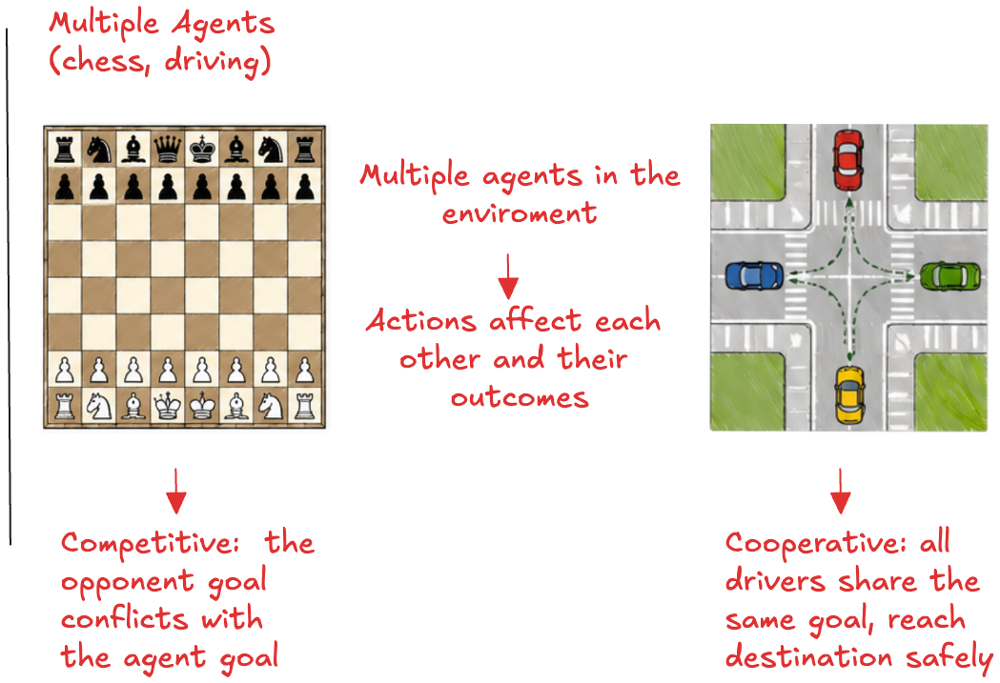 Multiple Agents
(chess, driving)
Multiple agents in the
enviroment
Actions affect each
other and their
outcomes
Competitive: the
opponent goal
conflicts with
the agent goal
Cooperative: all
drivers share the
same goal, reach
destination safely